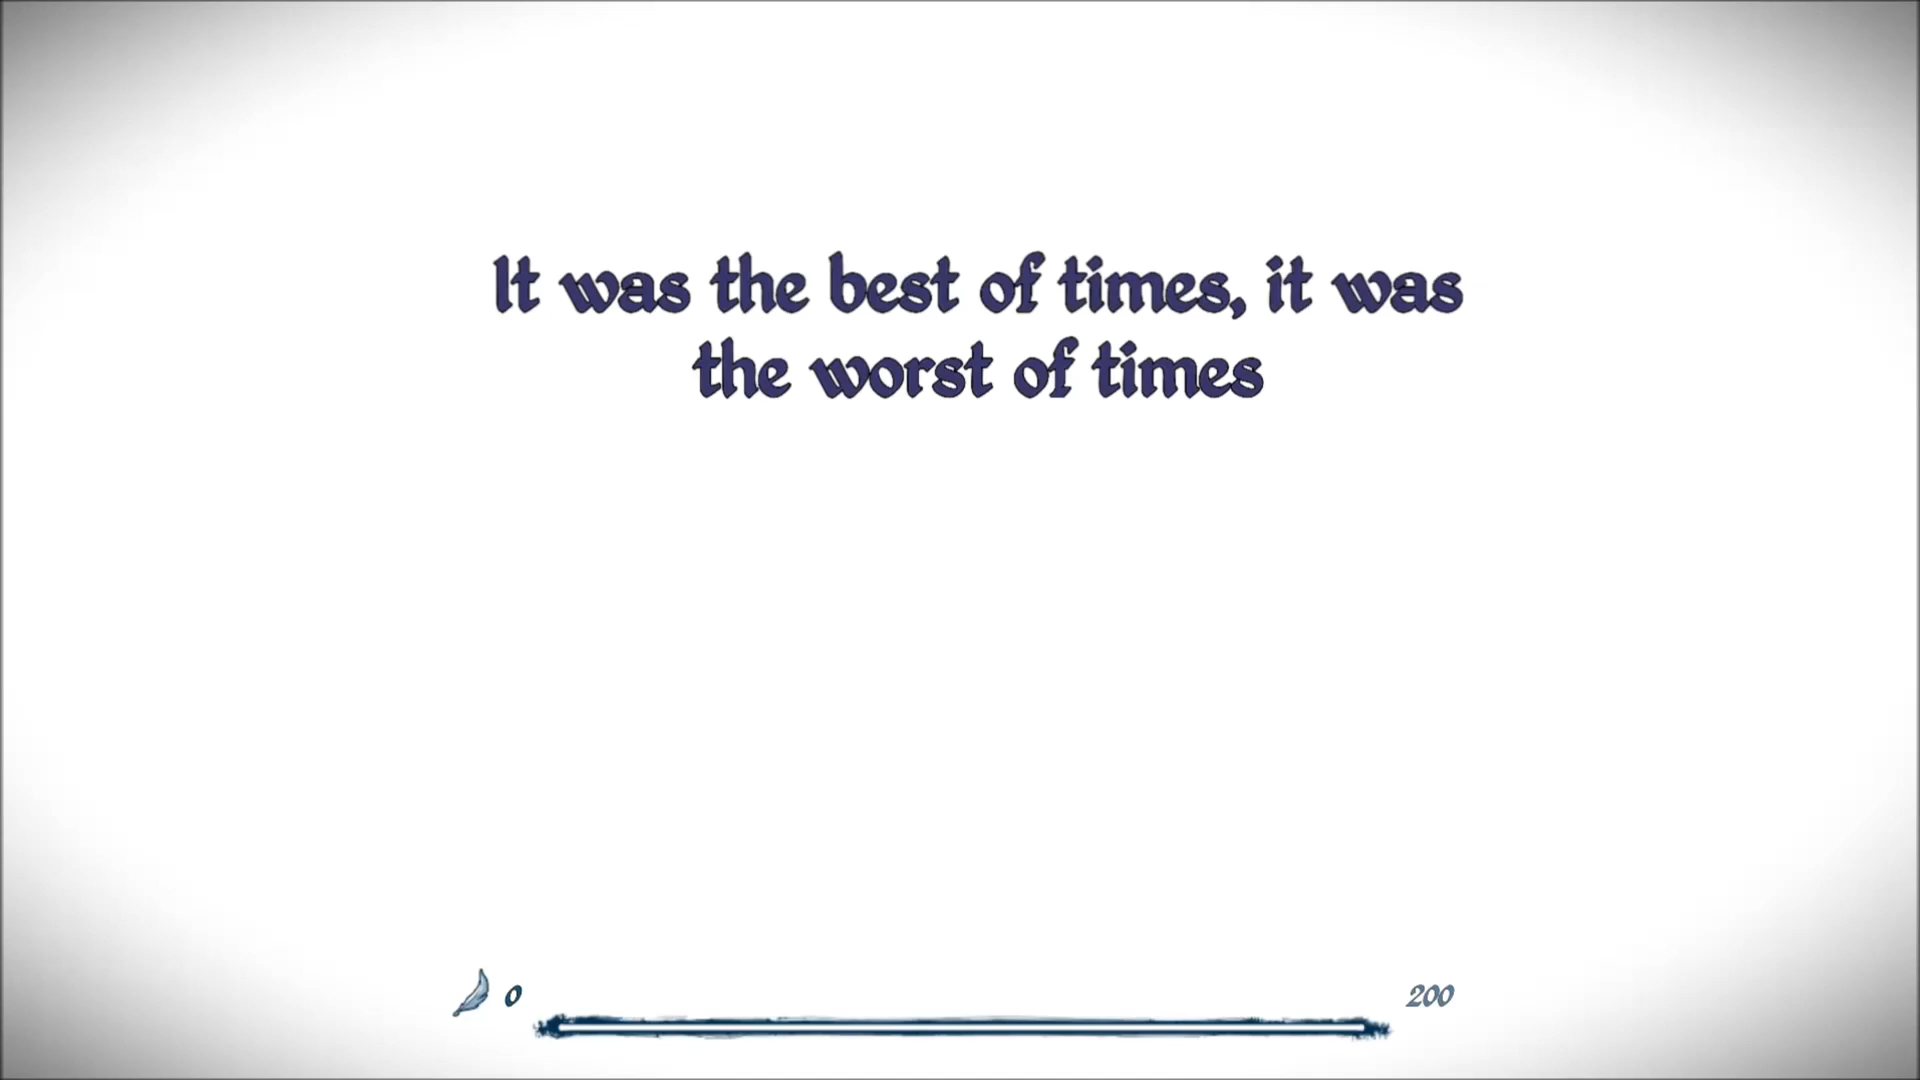 It was the best of times, it was
the worst of times
0
200